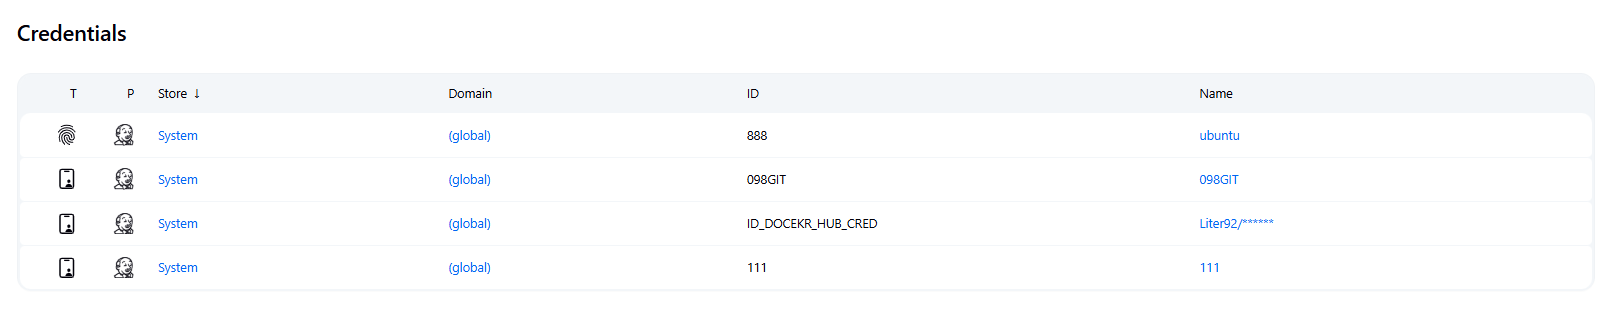 Credentials
T P Store ↓ Domain ID Name
System (global) 888 ubuntu
System (global) 098GIT 098GIT
System (global) ID_DOCEKR_HUB_CRED Liter92/******
System (global) 111 111